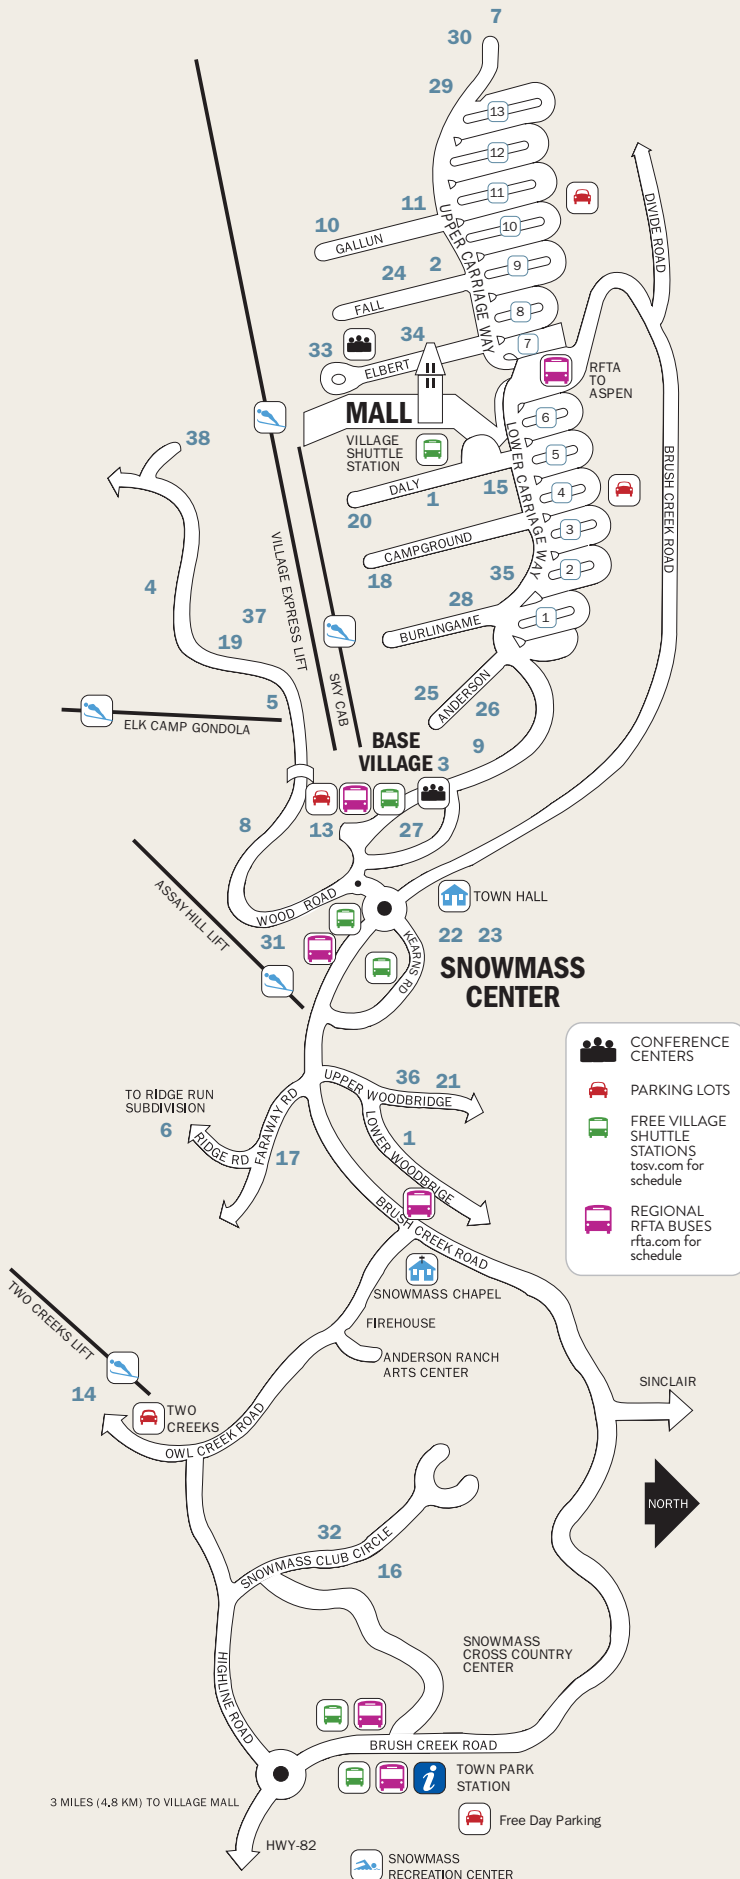 7
30
29
13
12
11
10
9
8
7
11
10
GALLUN
UPPER CARRIAGE WAY
DIVIDE ROAD
2
24
FALL
34
33
ELBERT
RFTA
TO
ASPEN
MALL
VILLAGE
SHUTTLE
STATION
LOWER CARRIAGE WAY
6
5
4
3
2
1
BRUSH CREEK ROAD
38
DALY
1
15
20
CAMPGROUND
18
35
28
BURLINGAME
VILLAGE EXPRESS LIFT
SKY CAB
4
37
19
5
ELK CAMP GONDOLA
25
ANDERSON
26
9
BASE
VILLAGE
3
13
27
8
WOOD ROAD
ASSAY HILL LIFT
31
TOWN HALL
22
23
KEARNS RD
SNOWMASS
CENTER
CONFERENCE
CENTERS
PARKING LOTS
FREE VILLAGE
SHUTTLE
STATIONS
tosv.com for
schedule
REGIONAL
RFTA BUSES
rfta.com for
schedule
UPPER WOODBRIDGE
36
21
LOWER WOODBRIGE
1
TO RIDGE RUN
SUBDIVISION
6
RIDGE RD
FARAWAY RD
17
BRUSH CREEK ROAD
SNOWMASS CHAPEL
FIREHOUSE
ANDERSON RANCH
ARTS CENTER
TWO CREEKS LIFT
14
TWO
CREEKS
OWL CREEK ROAD
SINCLAIR
NORTH
32
SNOWMASS CLUB CIRCLE
16
SNOWMASS
CROSS COUNTRY
CENTER
HIGHLINE ROAD
BRUSH CREEK ROAD
TOWN PARK
STATION
i
3 MILES (4.8 KM) TO VILLAGE MALL
Free Day Parking
HWY-82
SNOWMASS
RECREATION CENTER